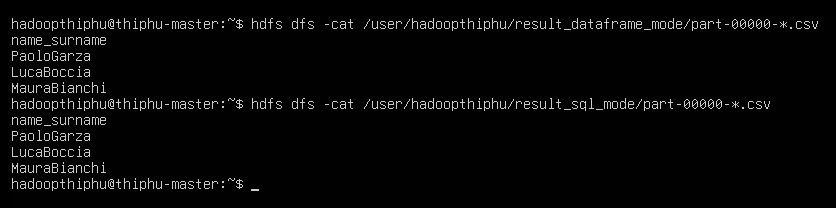 hadoopthiphu@thiphu-master:~$ hdfs dfs -cat /user/hadoopthiphu/result_dataframe_mode/part-00000-*.csv
name_surname
PaoloGarza
LucaBoccia
MauraBianchi
hadoopthiphu@thiphu-master:~$ hdfs dfs -cat /user/hadoopthiphu/result_sql_mode/part-00000-*.csv
name_surname
PaoloGarza
LucaBoccia
MauraBianchi
hadoopthiphu@thiphu-master:~$ _